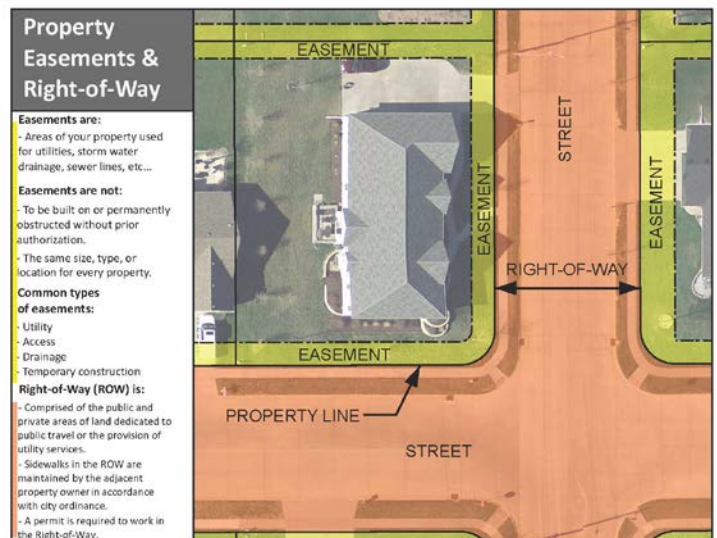 Property
Easements &
Right-of-Way
Easements are:
- Areas of your property used
for utilities, storm water
drainage, sewer lines, etc...
Easements are not:
- To be built on or permanently
obstructed without prior
authorization.
- The same size, type, or
location for every property.
Common types
of easements:
- Utility
- Access
- Drainage
- Temporary construction
Right-of-Way (ROW) is:
- Comprised of the public and
private areas of land dedicated to
public travel or the provision of
utility services.
- Sidewalks in the ROW are
maintained by the adjacent
property owner in accordance
with city ordinance.
- A permit is required to work in
the Right-of-Way.
EASEMENT
STREET
EASEMENT
EASEMENT
RIGHT-OF-WAY
EASEMENT
PROPERTY LINE
STREET